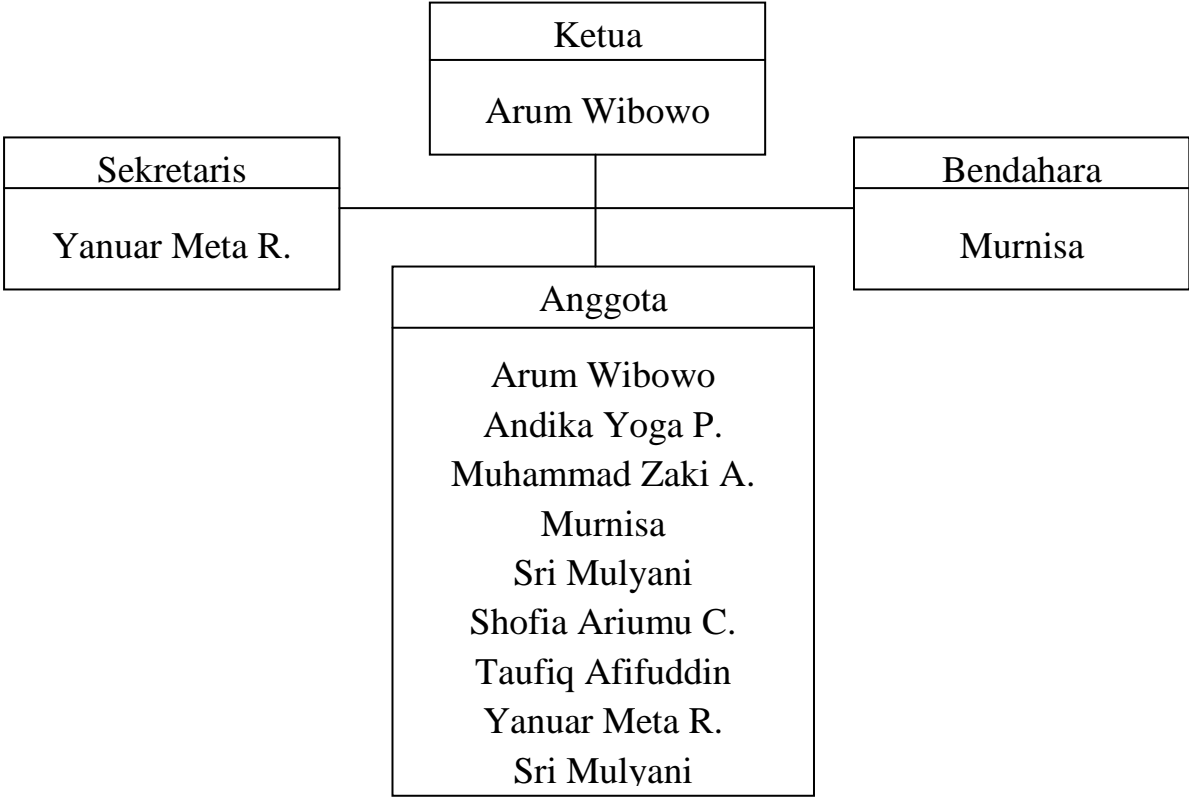 Ketua
Arum Wibowo
Sekretaris
Yanuar Meta R.
Bendahara
Murnisa
Anggota
Arum Wibowo
Andika Yoga P.
Muhammad Zaki A.
Murnisa
Sri Mulyani
Shofia Ariumu C.
Taufiq Afifuddin
Yanuar Meta R.
Sri Mulyani